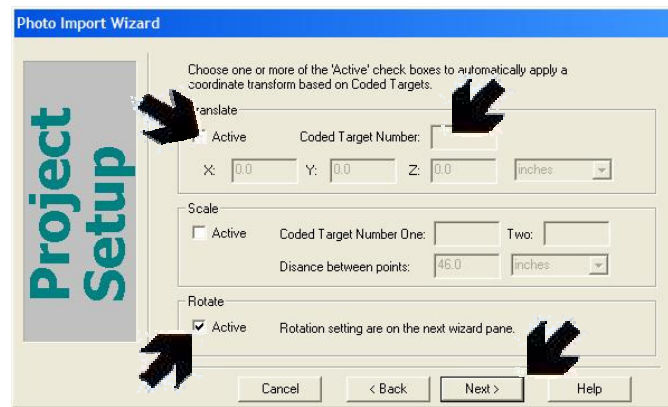 Photo Import Wizard
Project
Setup
Choose one or more of the 'Active' check boxes to automatically apply a
coordinate transform based on Coded Targets.
Translate
Active Coded Target Number:
X: 0.0 Y: 0.0 Z: 0.0 inches
Scale
Active Coded Target Number One: Two:
Disance between points: 46.0 inches
Rotate
Active Rotation setting are on the next wizard pane.
Cancel < Back Next > Help